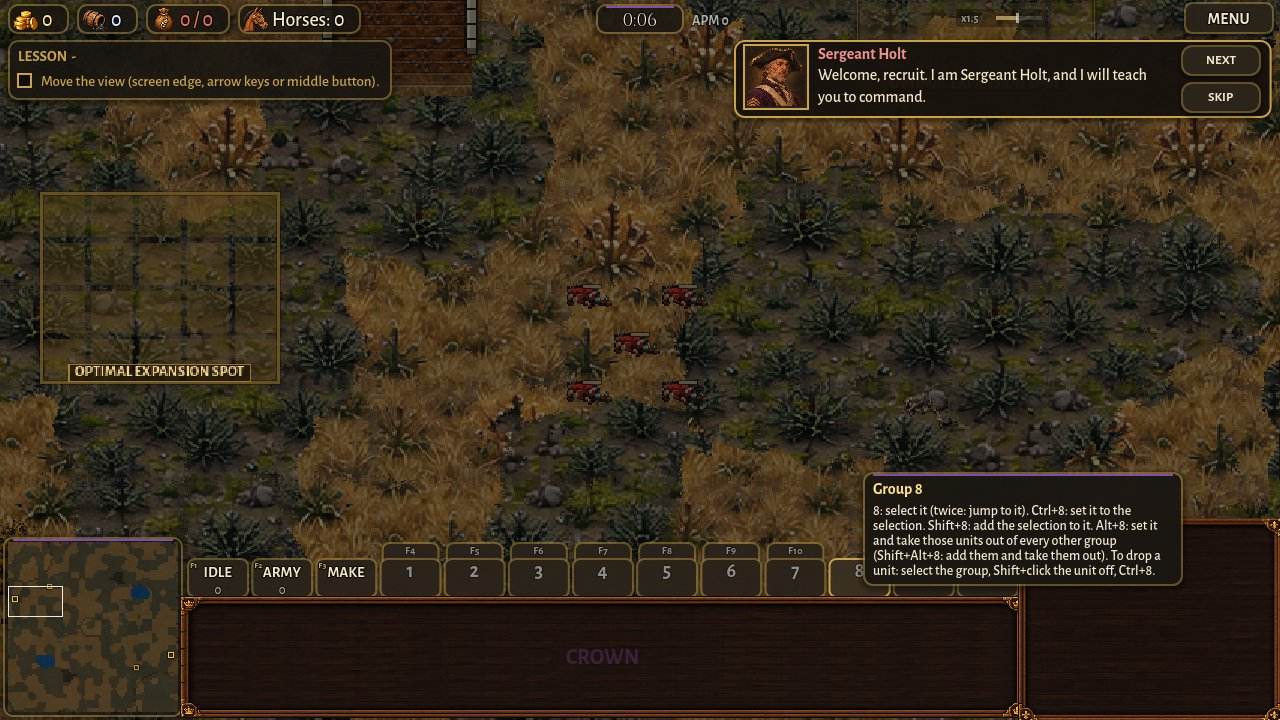 0
0
0 / 0
Horses: 0
0:06
APM 0
x1.5
MENU
LESSON -
Move the view (screen edge, arrow keys or middle button).
Sergeant Holt
Welcome, recruit. I am Sergeant Holt, and I will teach
you to command.
NEXT
SKIP
OPTIMAL EXPANSION SPOT
Group 8
8: select it (twice: jump to it). Ctrl+8: set it to the
selection. Shift+8: add the selection to it. Alt+8: set it
and take those units out of every other group
(Shift+Alt+8: add them and take them out). To drop a
unit: select the group, Shift+click the unit off, Ctrl+8.
F1 IDLE
0
F2 ARMY
0
F3 MAKE
F4
1
F5
2
F6
3
F7
4
F8
5
F9
6
F10
7
8
CROWN